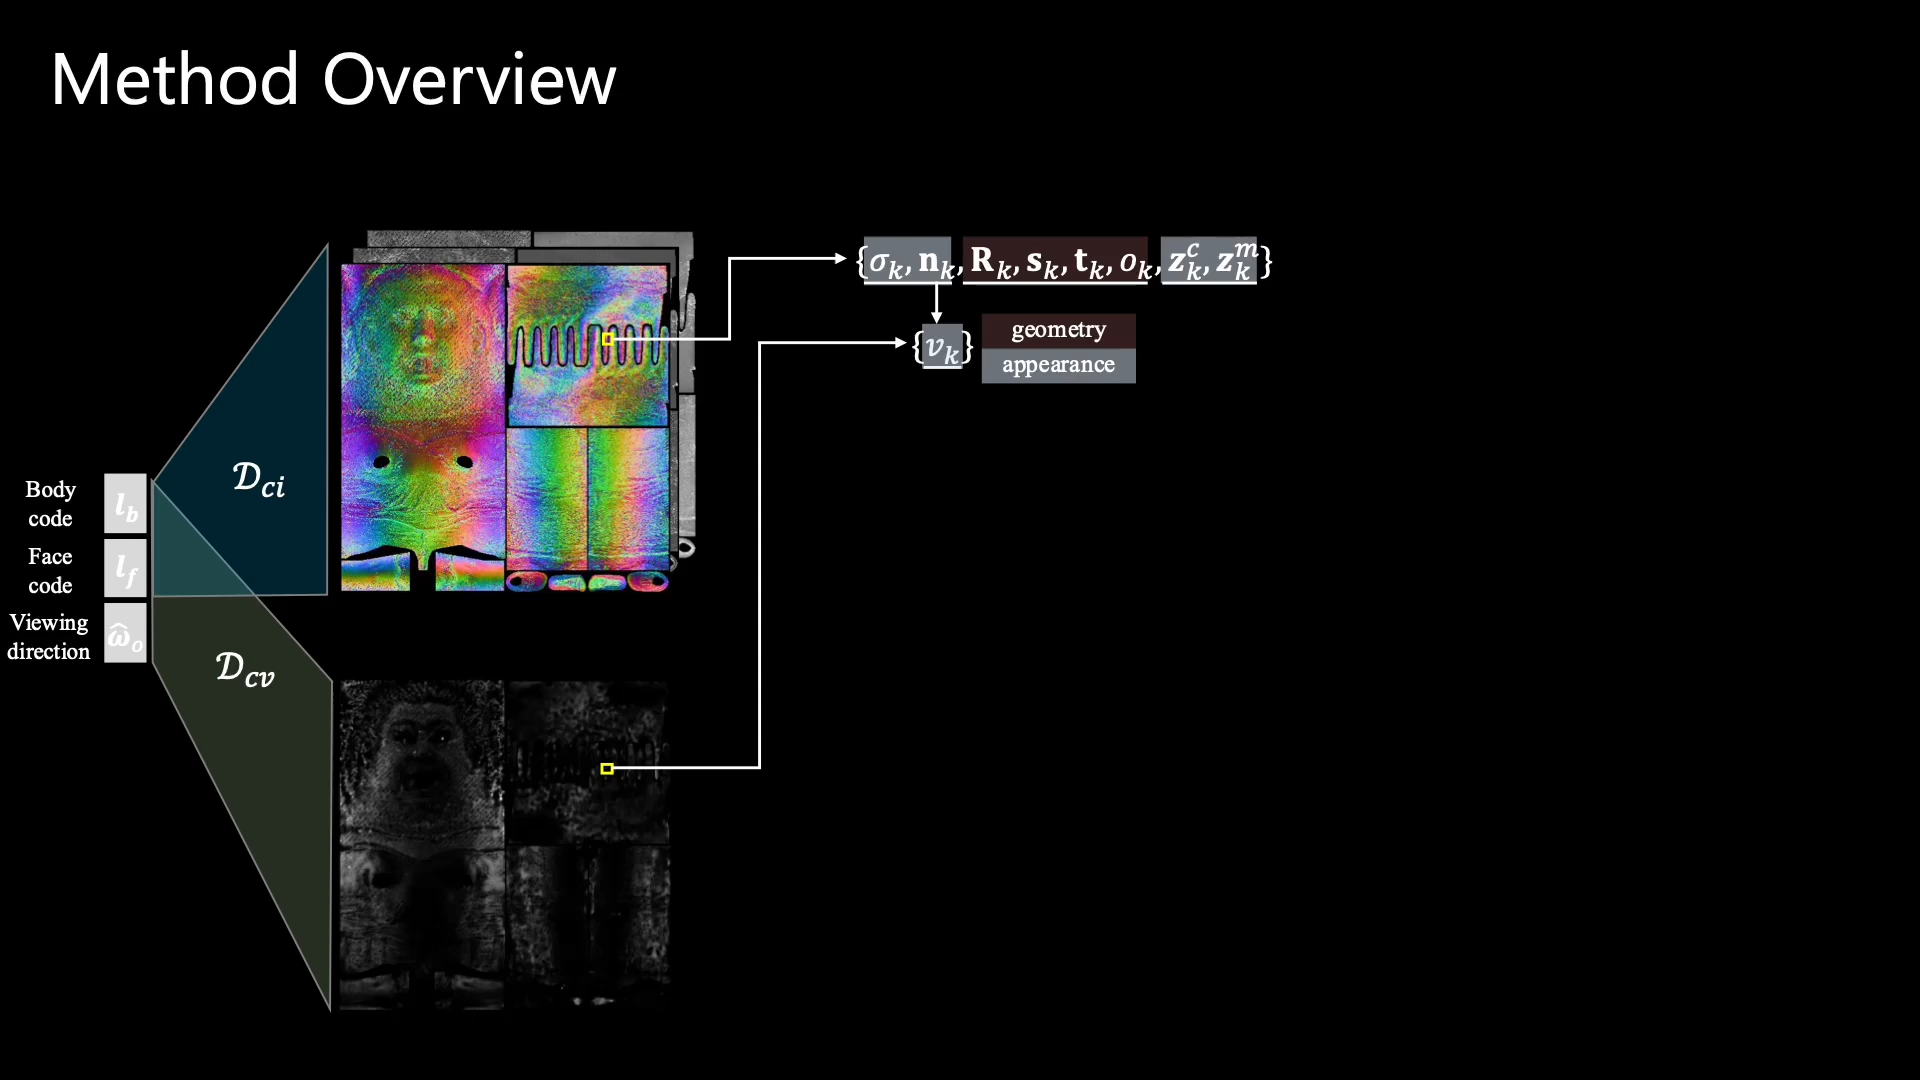 Method Overview
{σ_k, n_k, R_k, s_k, t_k, o_k, z_k^c, z_k^m}
{v_k}
geometry
appearance
Body
code
l_b
Face
code
l_f
Viewing
direction
ω̂_o
𝒟_ci
𝒟_cv